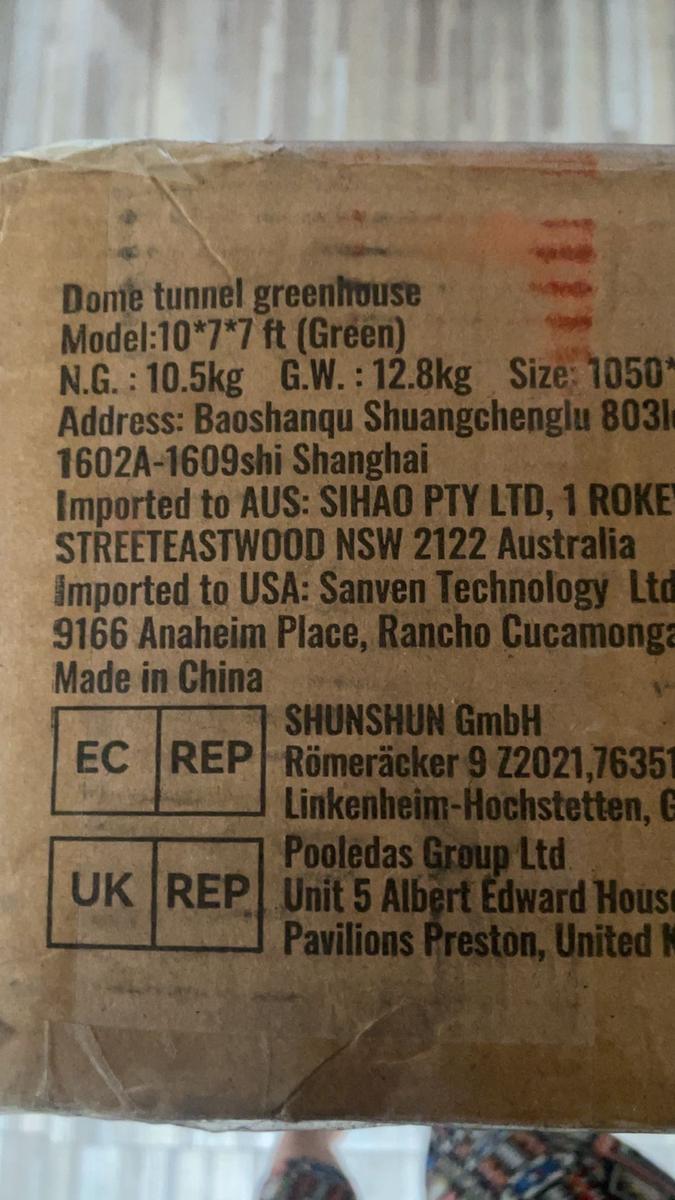 Dome tunnel greenhouse
Model:10*7*7 ft (Green)
N.G. : 10.5kg G.W. : 12.8kg Size: 1050*
Address: Baoshanqu Shuangchenglu 803l
1602A-1609shi Shanghai
Imported to AUS: SIHAO PTY LTD, 1 ROKE
STREETEASTWOOD NSW 2122 Australia
Imported to USA: Sanven Technology Ltd
9166 Anaheim Place, Rancho Cucamonga
Made in China
EC REP
SHUNSHUN GmbH
Römeräcker 9 Z2021,76351
Linkenheim-Hochstetten, G
UK REP
Pooledas Group Ltd
Unit 5 Albert Edward House
Pavilions Preston, United K